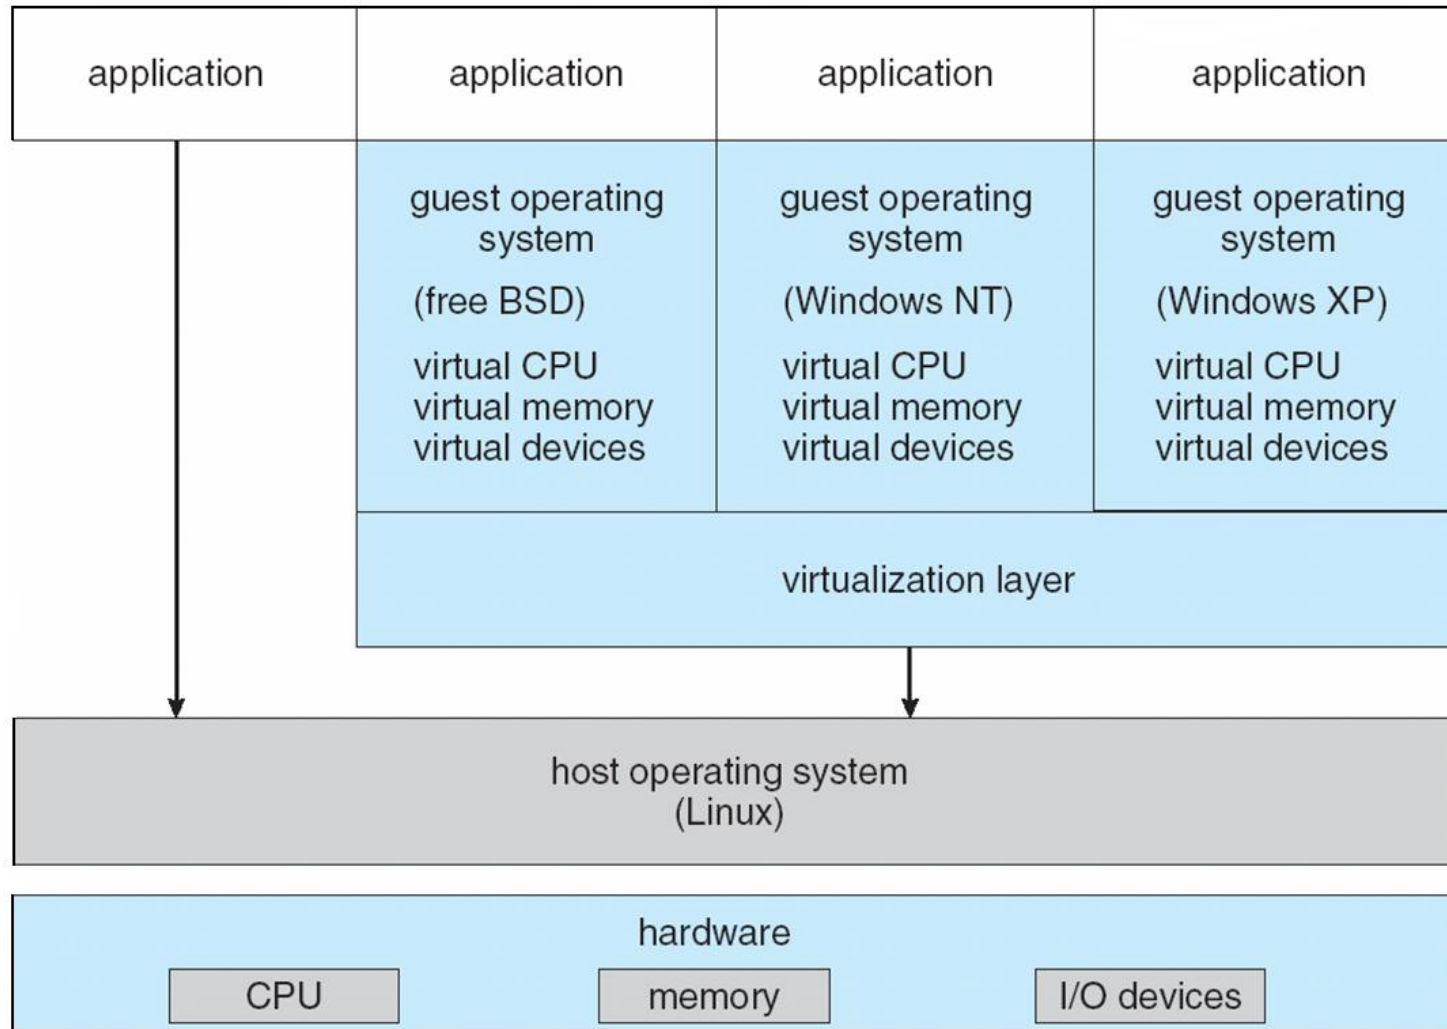 application
application
application
application
guest operating
system
(free BSD)
virtual CPU
virtual memory
virtual devices
guest operating
system
(Windows NT)
virtual CPU
virtual memory
virtual devices
guest operating
system
(Windows XP)
virtual CPU
virtual memory
virtual devices
virtualization layer
host operating system
(Linux)
hardware
CPU
memory
I/O devices